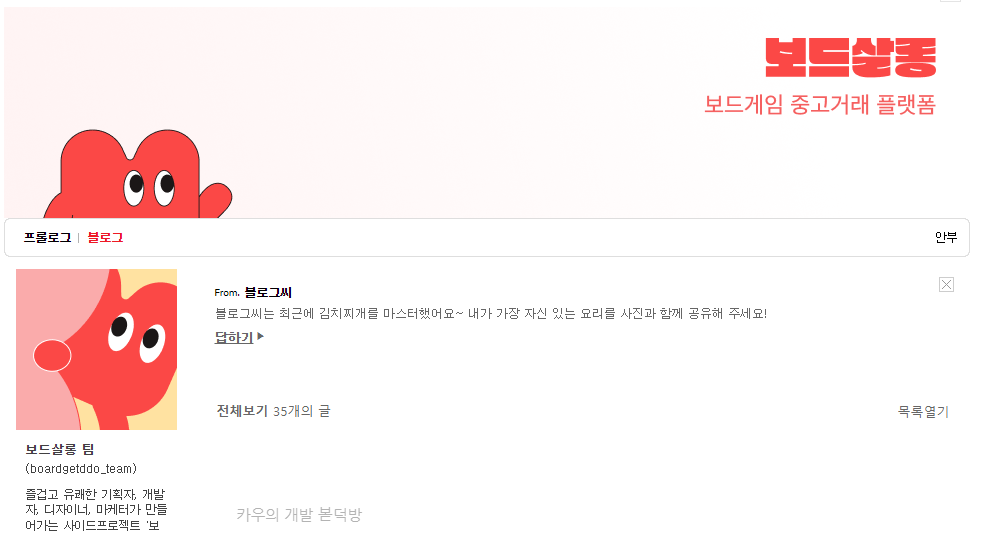 보드살롱
보드게임 중고거래 플랫폼
프롤로그 | 블로그
안부
From. 블로그씨
블로그씨는 최근에 김치찌개를 마스터했어요~ 내가 가장 자신 있는 요리를 사진과 함께 공유해 주세요!
답하기
전체보기 35개의 글
목록열기
보드살롱 팀
(boardgetddo_team)
즐겁고 유쾌한 기획자, 개발
자, 디자이너, 마케터가 만들
어가는 사이드프로젝트 '보
카우의 개발 본덕방